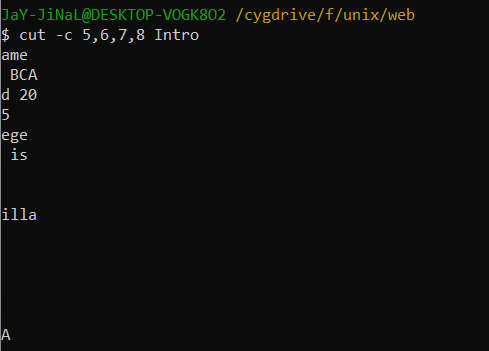 JaY-JiNaL@DESKTOP-VOGK8O2 /cygdrive/f/unix/web
$ cut -c 5,6,7,8 Intro
ame
 BCA
d 20
5
ege
 is
illa
A